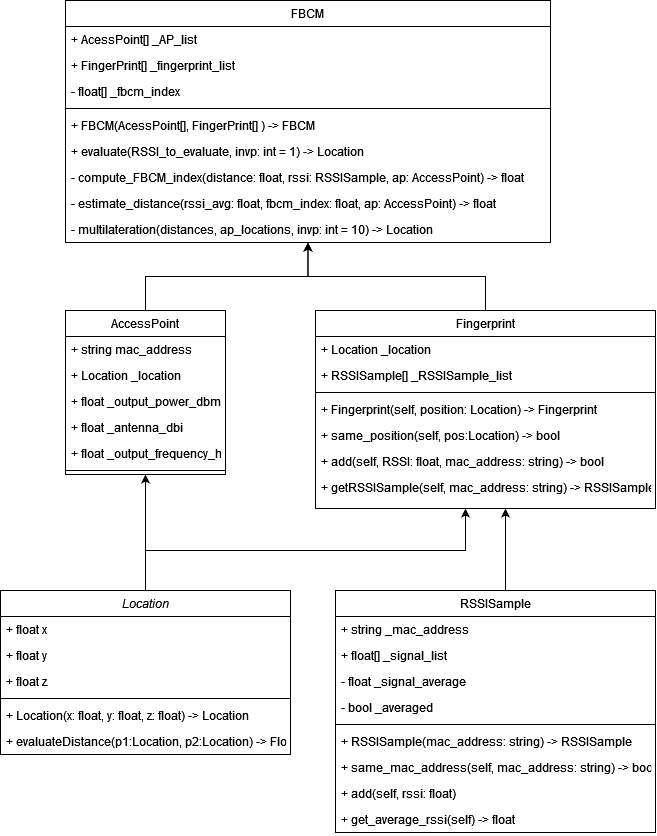 FBCM
+ AcessPoint[] _AP_list
+ FingerPrint[] _fingerprint_list
- float[] _fbcm_index
+ FBCM(AcessPoint[], FingerPrint[] ) -> FBCM
+ evaluate(RSSI_to_evaluate, invp: int = 1) -> Location
- compute_FBCM_index(distance: float, rssi: RSSISample, ap: AccessPoint) -> float
- estimate_distance(rssi_avg: float, fbcm_index: float, ap: AccessPoint) -> float
- multilateration(distances, ap_locations, invp: int = 10) -> Location
AccessPoint
+ string mac_address
+ Location _location
+ float _output_power_dbm
+ float _antenna_dbi
+ float _output_frequency_h
Fingerprint
+ Location _location
+ RSSISample[] _RSSISample_list
+ Fingerprint(self, position: Location) -> Fingerprint
+ same_position(self, pos:Location) -> bool
+ add(self, RSSI: float, mac_address: string) -> bool
+ getRSSISample(self, mac_address: string) -> RSSISample
Location
+ float x
+ float y
+ float z
+ Location(x: float, y: float, z: float) -> Location
+ evaluateDistance(p1:Location, p2:Location) -> Flo
RSSISample
+ string _mac_address
+ float[] _signal_list
- float _signal_average
- bool _averaged
+ RSSISample(mac_address: string) -> RSSISample
+ same_mac_address(self, mac_address: string) -> boo
+ add(self, rssi: float)
+ get_average_rssi(self) -> float